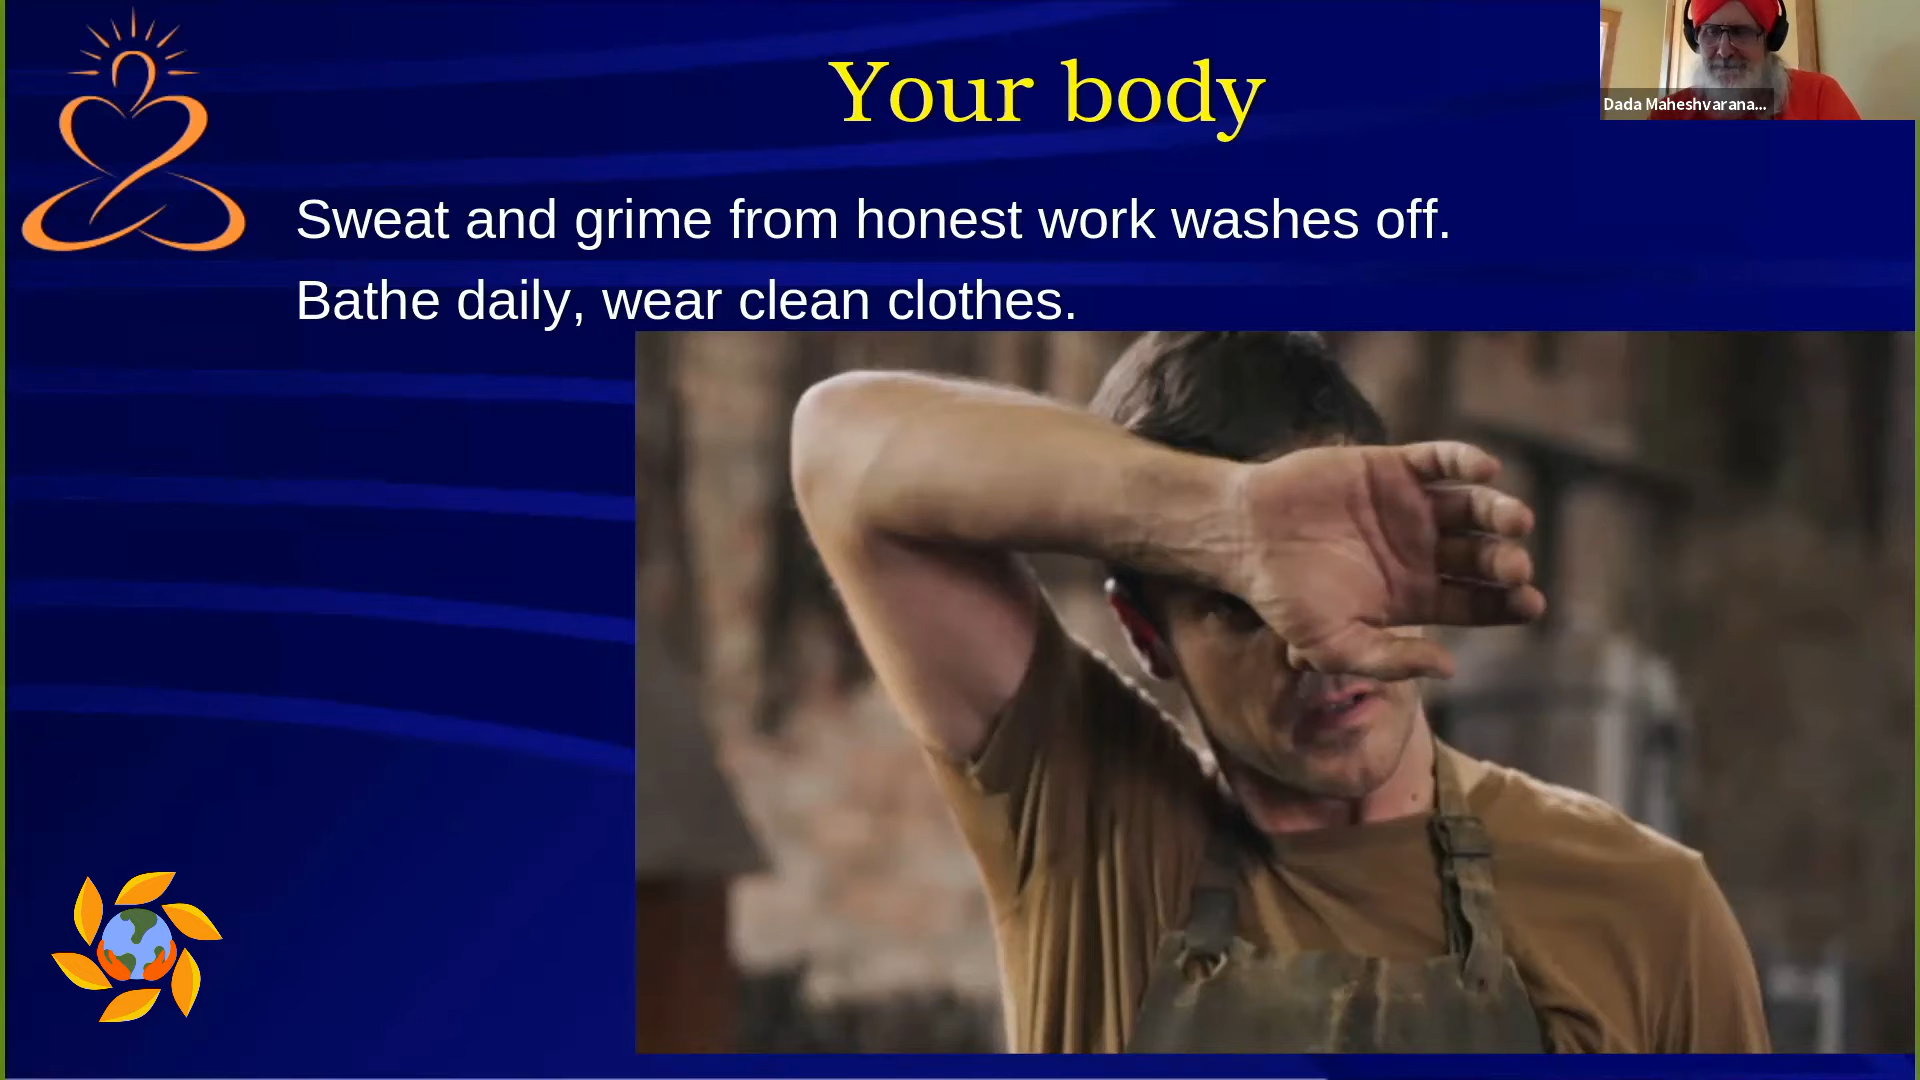 Your body
Dada Maheshvarana...
Sweat and grime from honest work washes off.
Bathe daily, wear clean clothes.